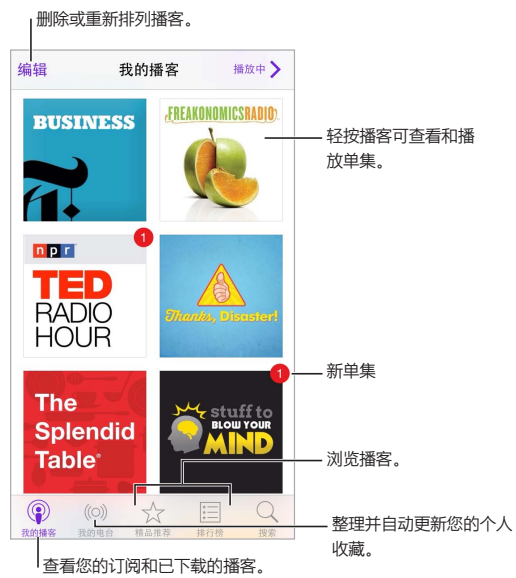 删除或重新排列播客。
编辑
我的播客
播放中
BUSINESS
FREAKONOMICSRADIO
轻按播客可查看和播
放单集。
1
npr
TED
RADIO
HOUR
Thanks, Disaster!
新单集
1
The
Splendid
Table
stuff to
BLOW YOUR
MIND
浏览播客。
我的播客
我的电台
精品推荐
排行榜
搜索
整理并自动更新您的个人
收藏。
查看您的订阅和已下载的播客。